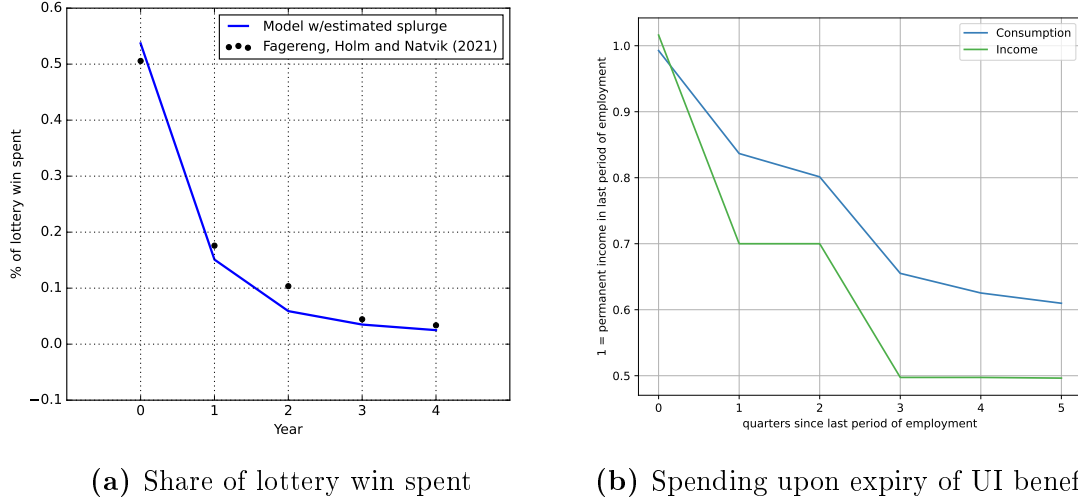 0.6
0.5
0.4
0.3
0.2
0.1
0.0
−0.1
% of lottery win spent
Model w/estimated splurge
Fagereng, Holm and Natvik (2021)
0 1 2 3 4
Year
(a) Share of lottery win spent
1.0
0.9
0.8
0.7
0.6
0.5
1 = permanent income in last period of employment
Consumption
Income
0 1 2 3 4 5
quarters since last period of employment
(b) Spending upon expiry of UI benef